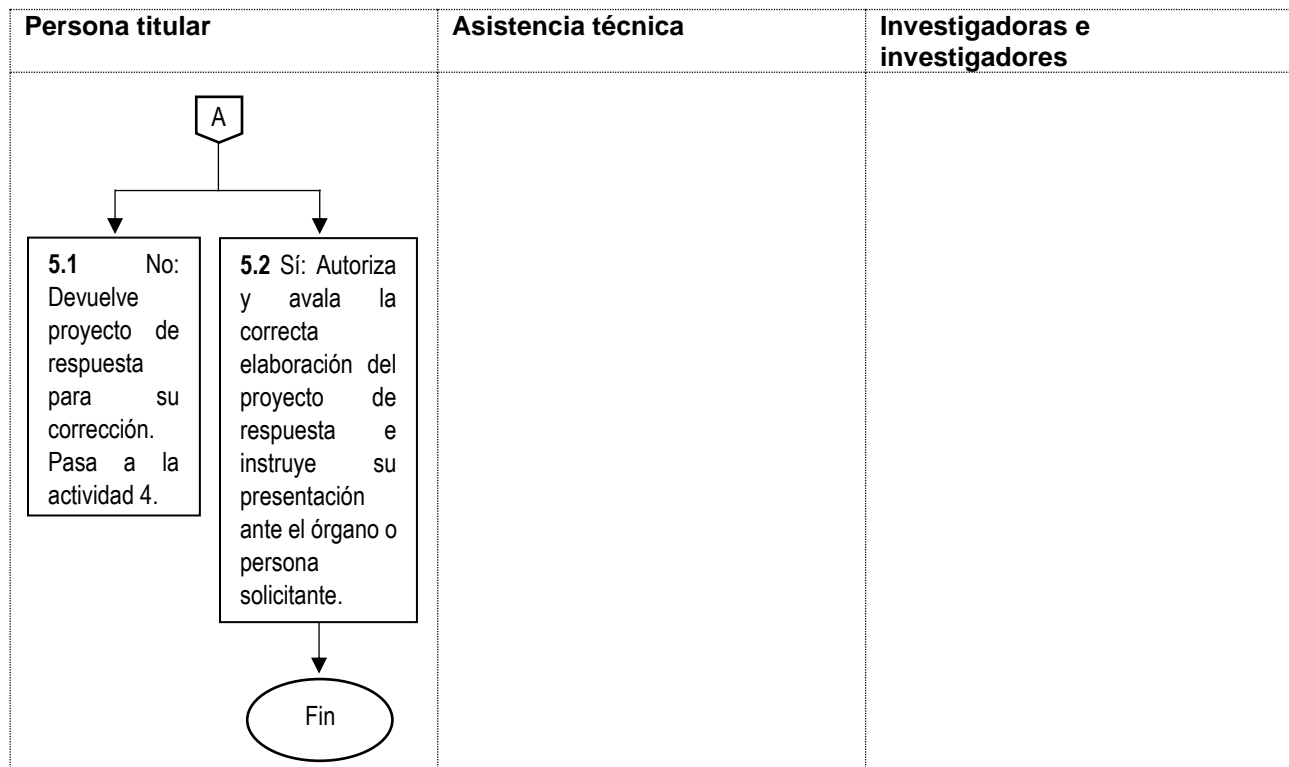 Persona titular
Asistencia técnica
Investigadoras e
investigadores
A
5.1 No:
Devuelve
proyecto de
respuesta
para su
corrección.
Pasa a la
actividad 4.
5.2 Sí: Autoriza
y avala la
correcta
elaboración del
proyecto de
respuesta e
instruye su
presentación
ante el órgano o
persona
solicitante.
Fin